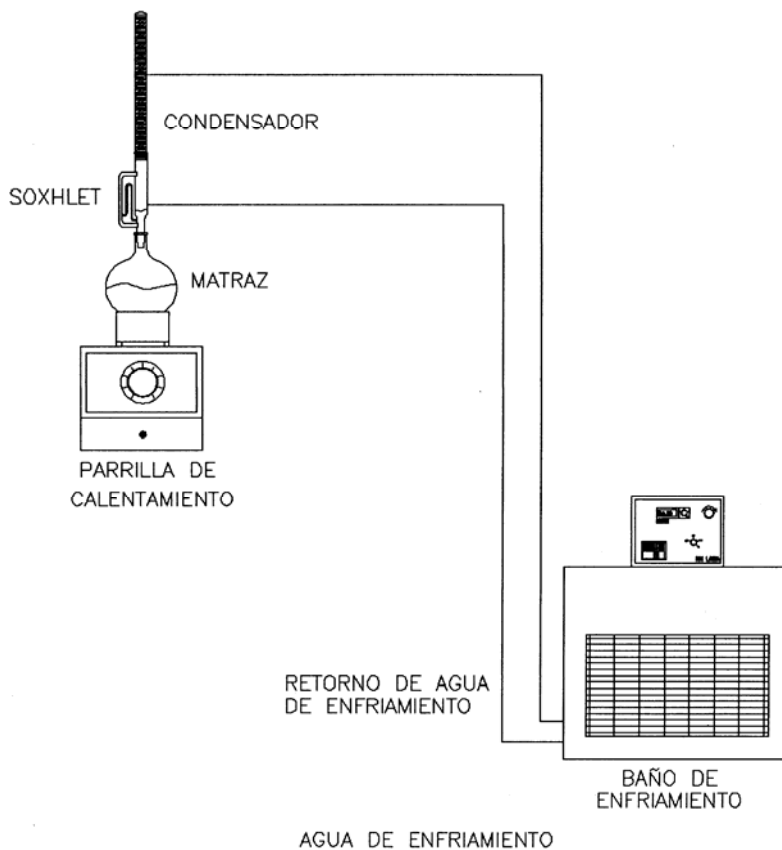 CONDENSADOR
SOXHLET
MATRAZ
PARRILLA DE
CALENTAMIENTO
RETORNO DE AGUA
DE ENFRIAMIENTO
BAÑO DE
ENFRIAMIENTO
AGUA DE ENFRIAMIENTO